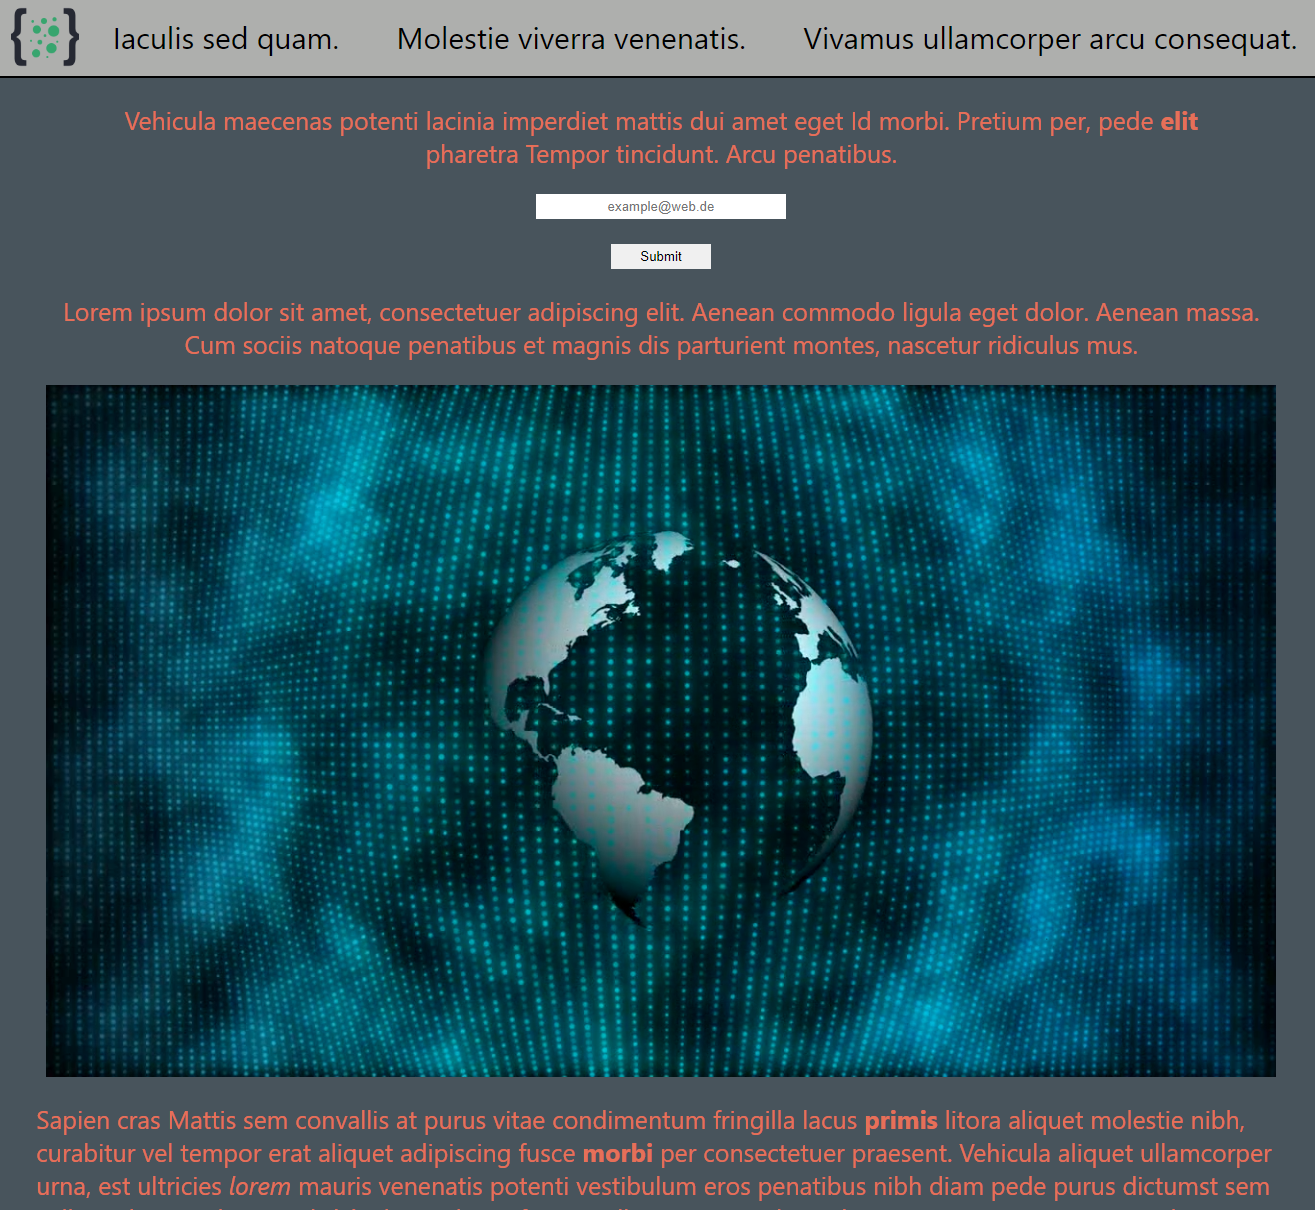 Iaculis sed quam. Molestie viverra venenatis. Vivamus ullamcorper arcu consequat.
Vehicula maecenas potenti lacinia imperdiet mattis dui amet eget Id morbi. Pretium per, pede elit
pharetra Tempor tincidunt. Arcu penatibus.
example@web.de
Submit
Lorem ipsum dolor sit amet, consectetuer adipiscing elit. Aenean commodo ligula eget dolor. Aenean massa.
Cum sociis natoque penatibus et magnis dis parturient montes, nascetur ridiculus mus.
Sapien cras Mattis sem convallis at purus vitae condimentum fringilla lacus primis litora aliquet molestie nibh,
curabitur vel tempor erat aliquet adipiscing fusce morbi per consectetuer praesent. Vehicula aliquet ullamcorper
urna, est ultricies lorem mauris venenatis potenti vestibulum eros penatibus nibh diam pede purus dictumst sem